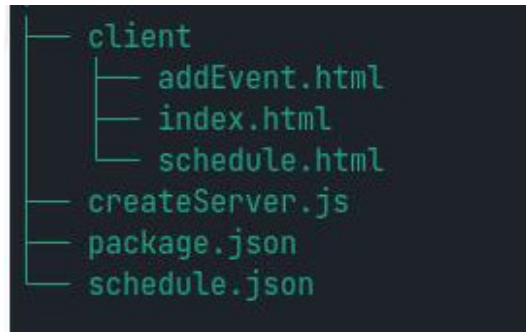 client
addEvent.html
index.html
schedule.html
createServer.js
package.json
schedule.json